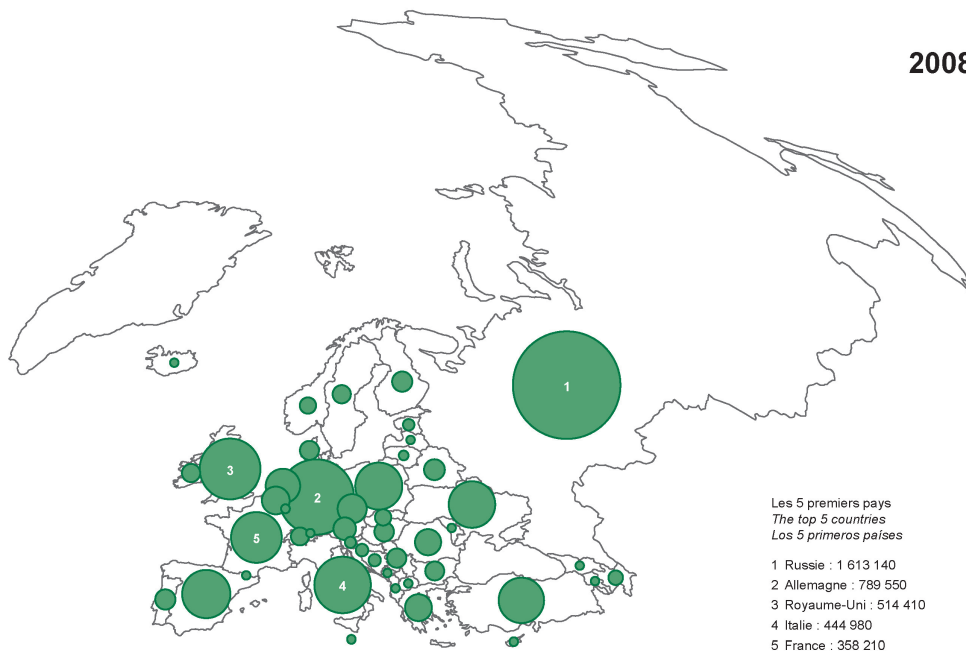 2008
1
3
2
5
4
Les 5 premiers pays
The top 5 countries
Los 5 primeros países
1 Russie : 1 613 140
2 Allemagne : 789 550
3 Royaume-Uni : 514 410
4 Italie : 444 980
5 France : 358 210